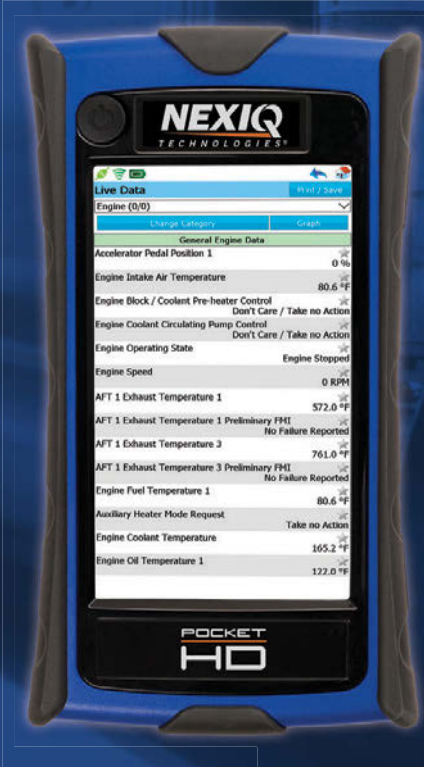 NEXIQ
TECHNOLOGIES®
Live Data
Print / Save
Engine (0/0)
Change Category
Graph
General Engine Data
Accelerator Pedal Position 1
0 %
Engine Intake Air Temperature
80.6 °F
Engine Block / Coolant Pre-heater Control
Don't Care / Take no Action
Engine Coolant Circulating Pump Control
Don't Care / Take no Action
Engine Operating State
Engine Stopped
Engine Speed
0 RPM
AFT 1 Exhaust Temperature 1
572.0 °F
AFT 1 Exhaust Temperature 1 Preliminary FMI
No Failure Reported
AFT 1 Exhaust Temperature 3
761.0 °F
AFT 1 Exhaust Temperature 3 Preliminary FMI
No Failure Reported
Engine Fuel Temperature 1
80.6 °F
Auxiliary Heater Mode Request
Take no Action
Engine Coolant Temperature
165.2 °F
Engine Oil Temperature 1
122.0 °F
POCKET
HD